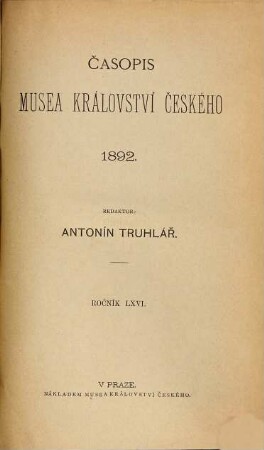 ČASOPIS
MUSEA KRÁLOVSTVÍ ČESKÉHO
1892.
REDAKTOR:
ANTONÍN TRUHLÁŘ.
ROČNÍK LXVI.
V PRAZE.
NÁKLADEM MUSEA KRÁLOVSTVÍ ČESKÉHO.